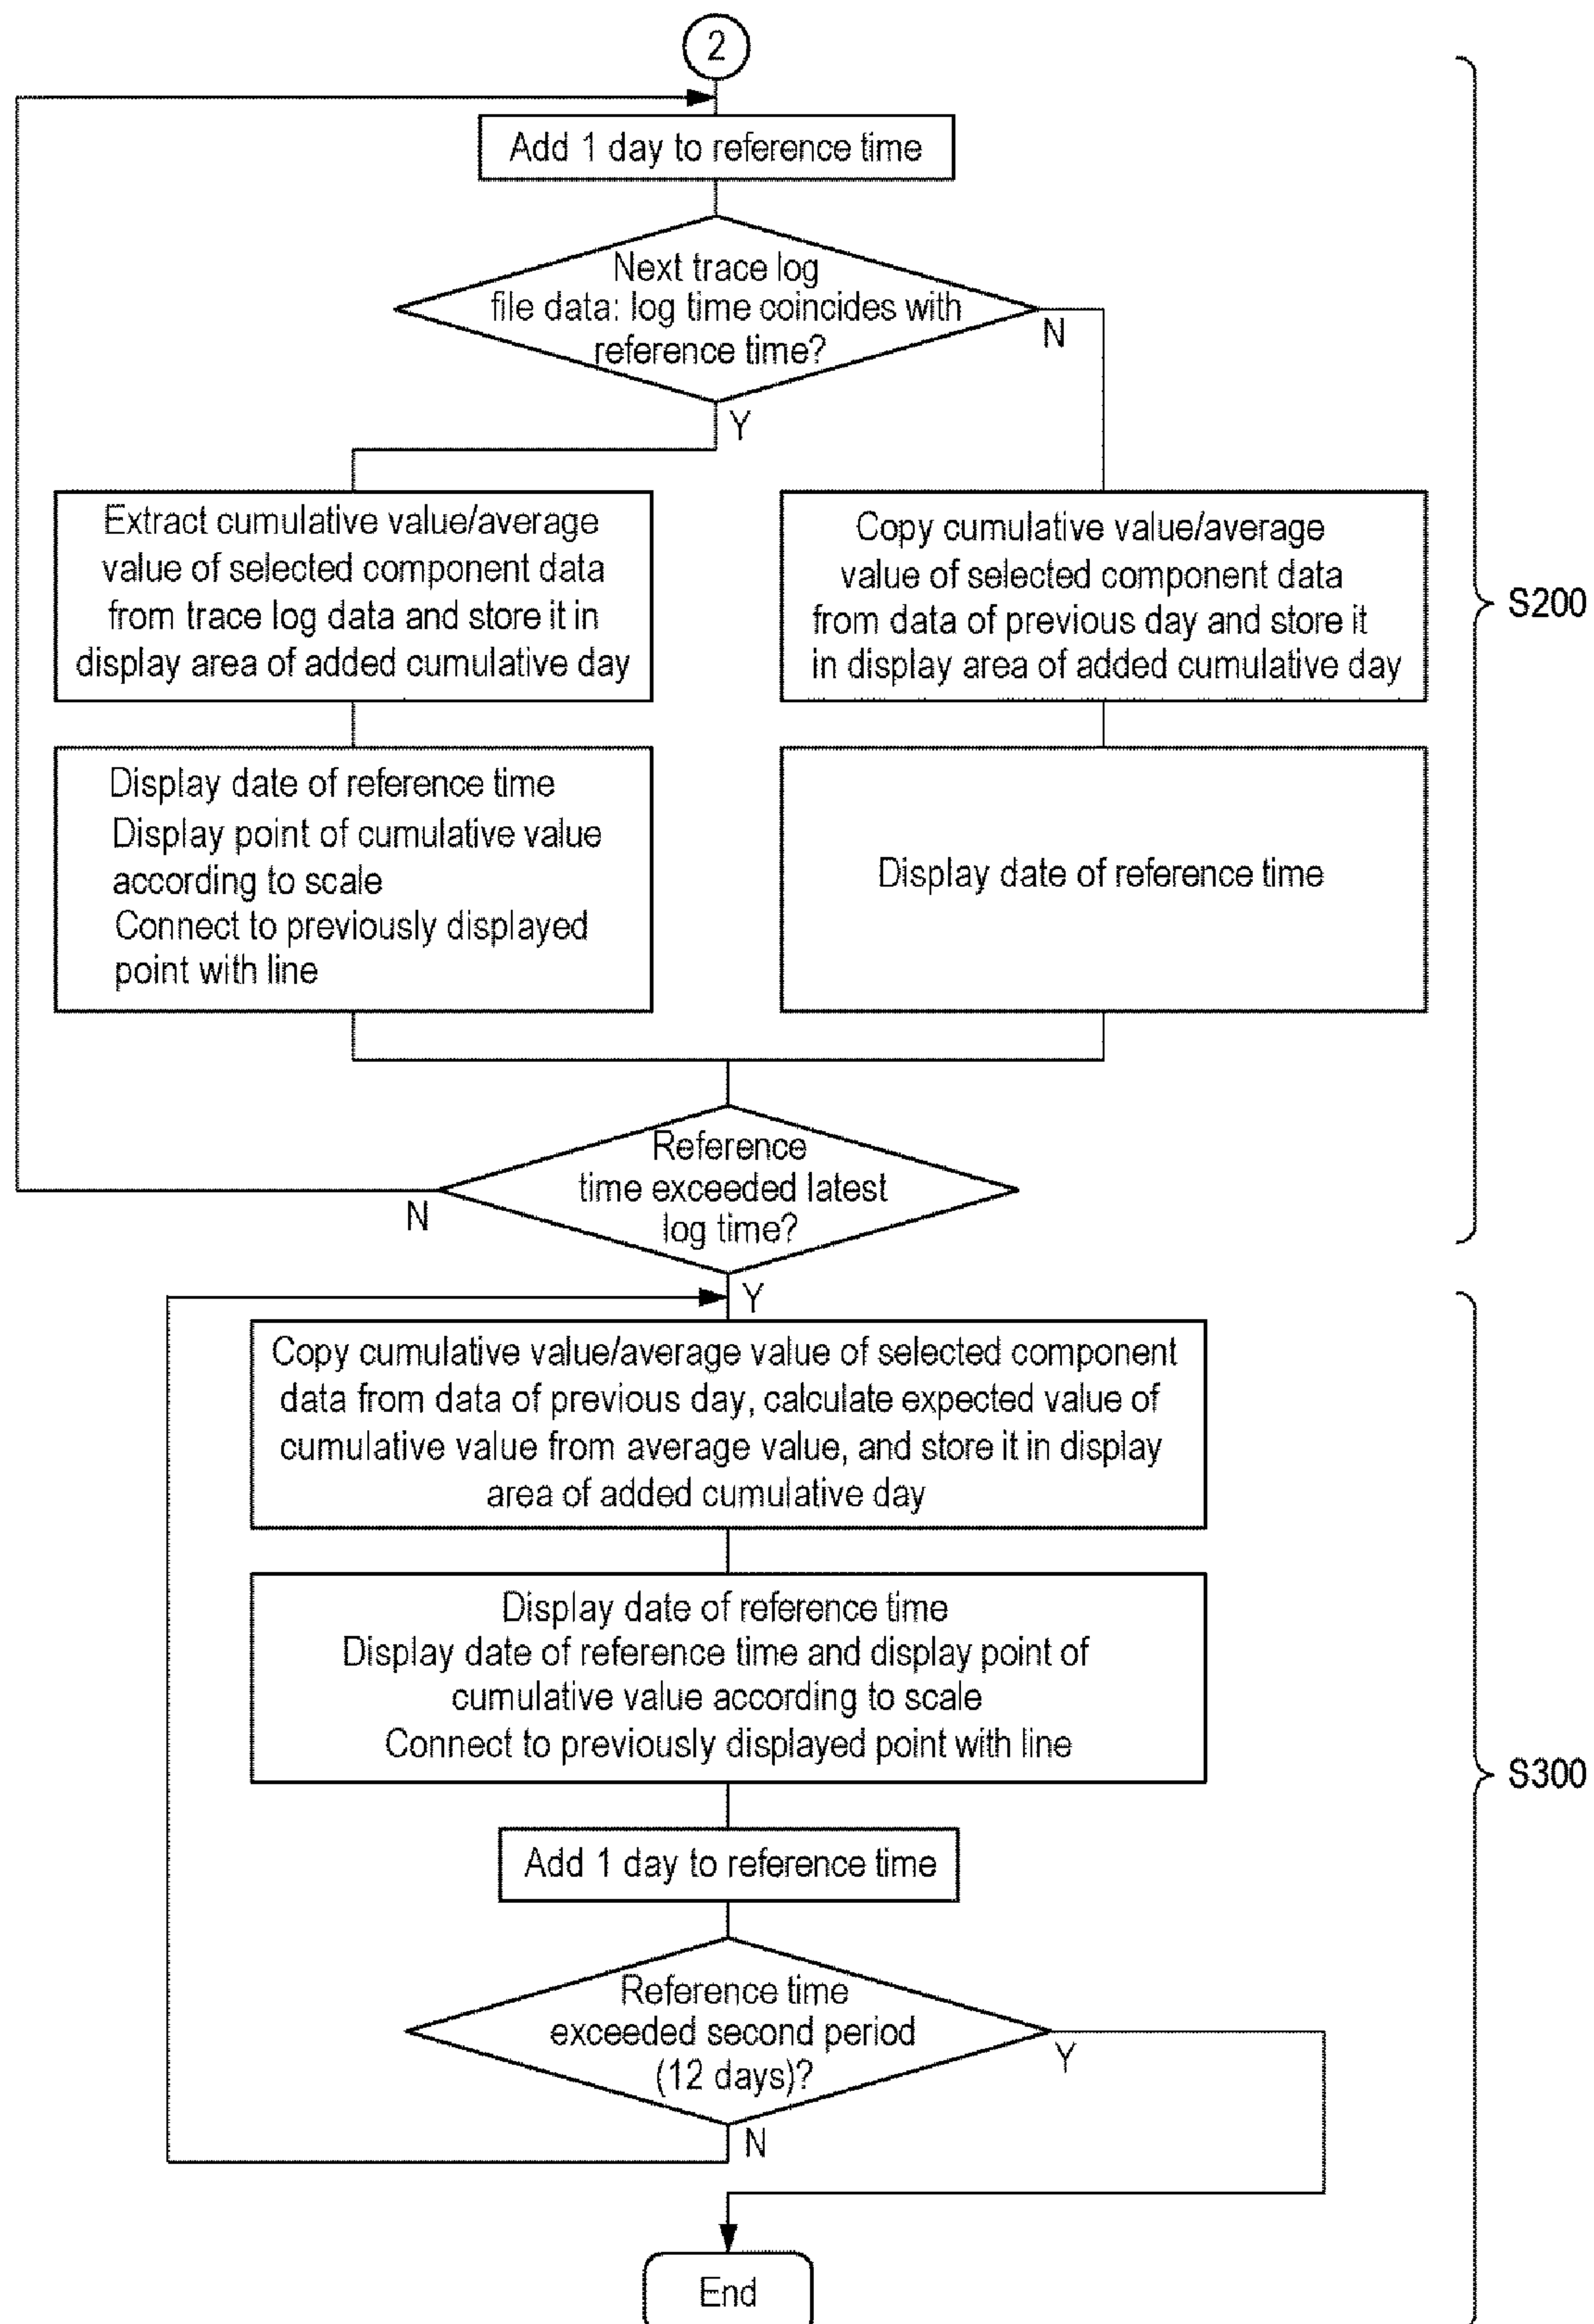 2
Add 1 day to reference time
Next trace log
file data: log time coincides with
reference time?
N
Y
Extract cumulative value/average
value of selected component data
from trace log data and store it in
display area of added cumulative day
Copy cumulative value/average
value of selected component data
from data of previous day and store it
in display area of added cumulative day
S200
Display date of reference time
Display point of cumulative value
according to scale
Connect to previously displayed
point with line
Display date of reference time
Reference
time exceeded latest
log time?
N
Y
Copy cumulative value/average value of selected component
data from data of previous day, calculate expected value of
cumulative value from average value, and store it in display
area of added cumulative day
Display date of reference time
Display date of reference time and display point of
cumulative value according to scale
Connect to previously displayed point with line
S300
Add 1 day to reference time
Reference time
exceeded second period
(12 days)?
Y
N
End